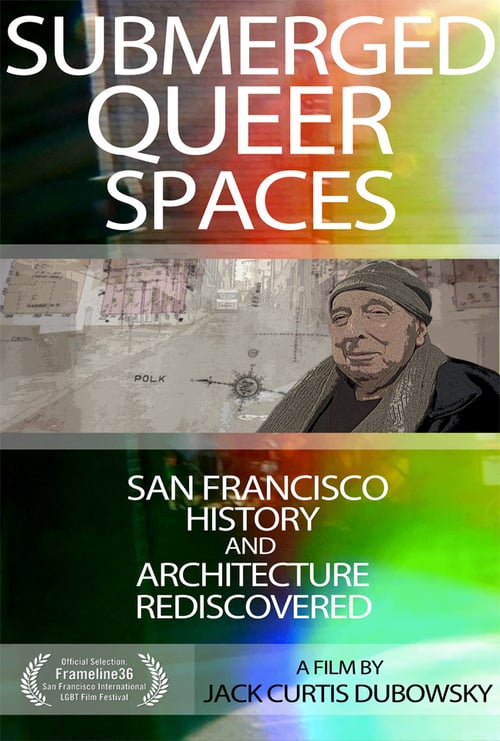 SUBMERGED
QUEER
SPACES
POLK
SAN FRANCISCO
HISTORY
AND
ARCHITECTURE
REDISCOVERED
Official Selection,
Frameline36
San Francisco International
LGBT Film Festival
A FILM BY
JACK CURTIS DUBOWSKY